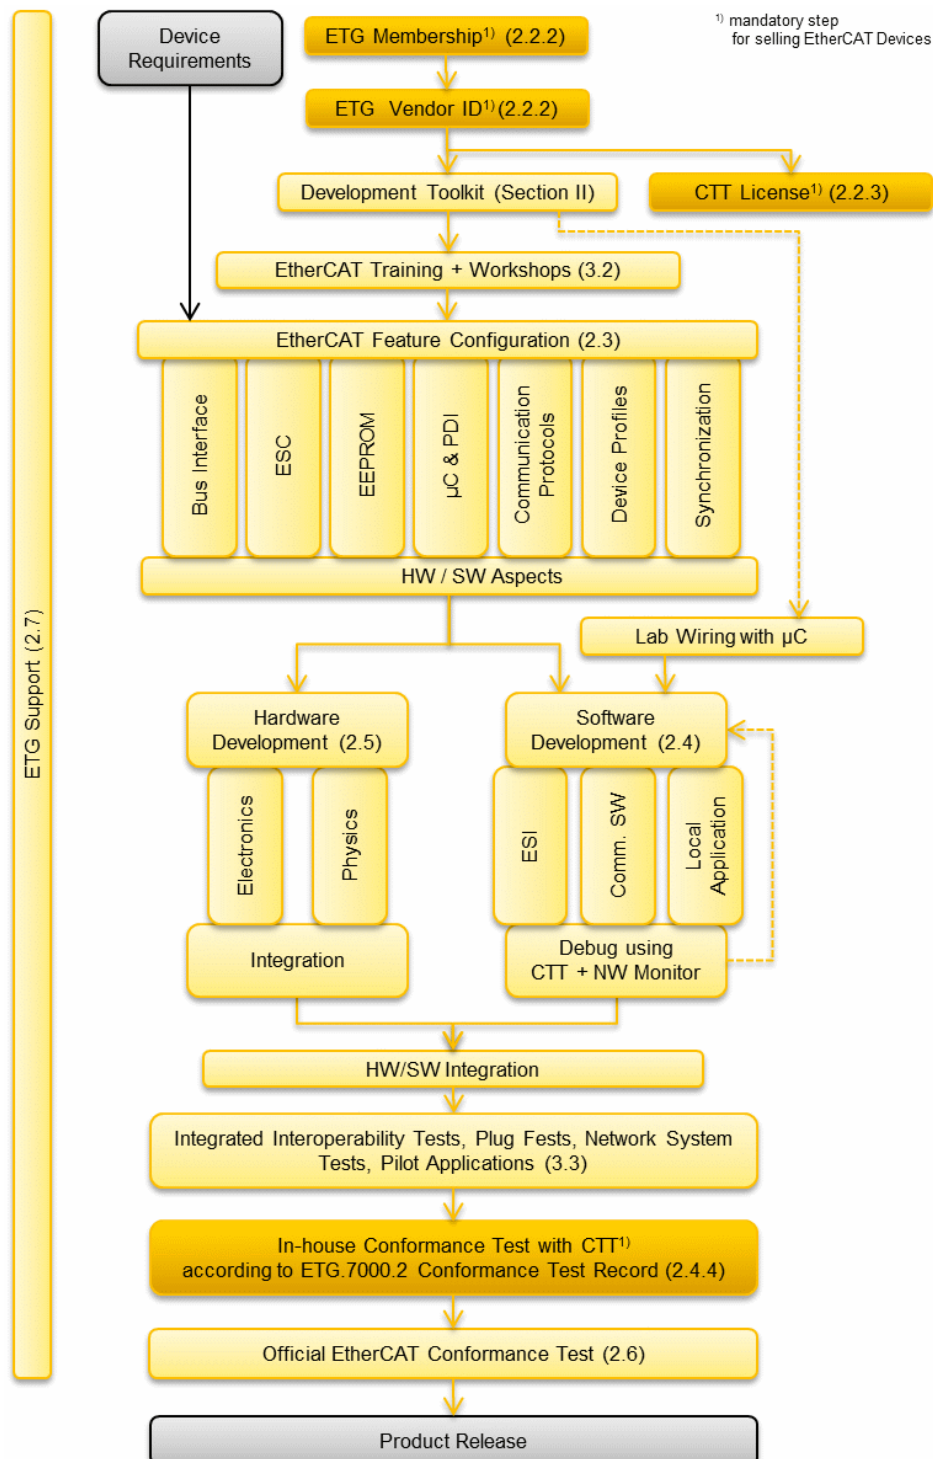 Device
Requirements
ETG Membership¹⁾ (2.2.2)
¹⁾ mandatory step
for selling EtherCAT Devices
ETG Vendor ID¹⁾ (2.2.2)
Development Toolkit (Section II)
CTT License¹⁾ (2.2.3)
EtherCAT Training + Workshops (3.2)
EtherCAT Feature Configuration (2.3)
Bus Interface
ESC
EEPROM
µC & PDI
Communication
Protocols
Device Profiles
Synchronization
HW / SW Aspects
Lab Wiring with µC
ETG Support (2.7)
Hardware
Development (2.5)
Software
Development (2.4)
Electronics
Physics
ESI
Comm. SW
Local
Application
Integration
Debug using
CTT + NW Monitor
HW/SW Integration
Integrated Interoperability Tests, Plug Fests, Network System
Tests, Pilot Applications (3.3)
In-house Conformance Test with CTT¹⁾
according to ETG.7000.2 Conformance Test Record (2.4.4)
Official EtherCAT Conformance Test (2.6)
Product Release